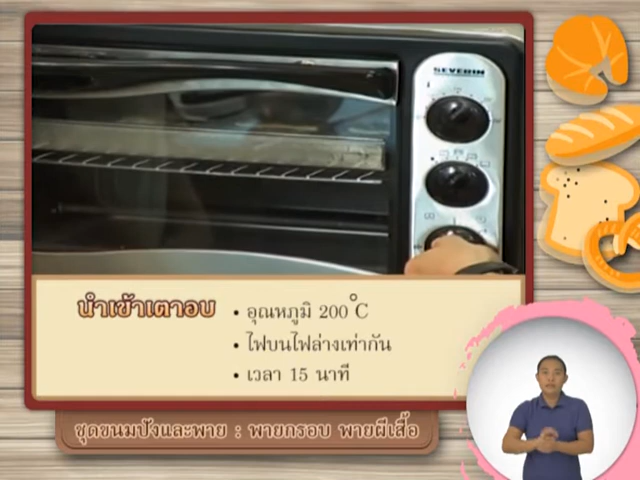 SEVERIN
นำเข้าเตาอบ
• อุณหภูมิ 200°C
• ไฟบนไฟล่างเท่ากัน
• เวลา 15 นาที
ชุดขนมปังและพาย : พายกรอบ พายผีเสื้อ